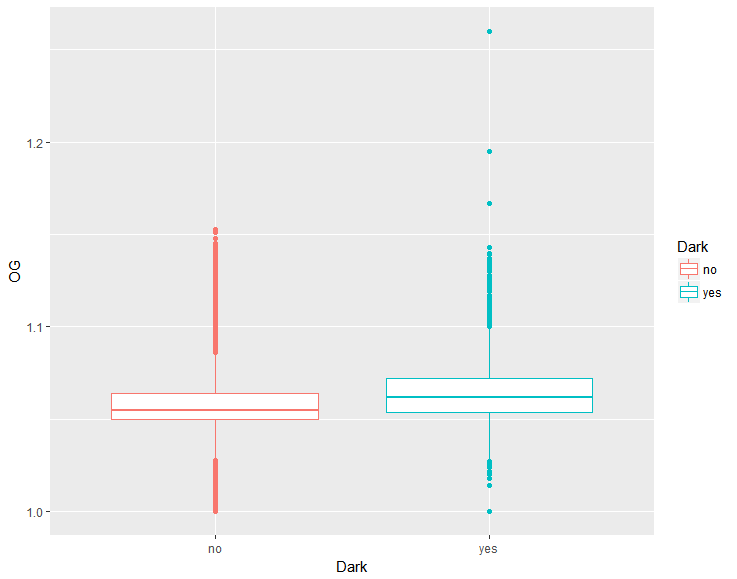 1.2
1.1
1.0
OG
no
yes
Dark
Dark
no
yes